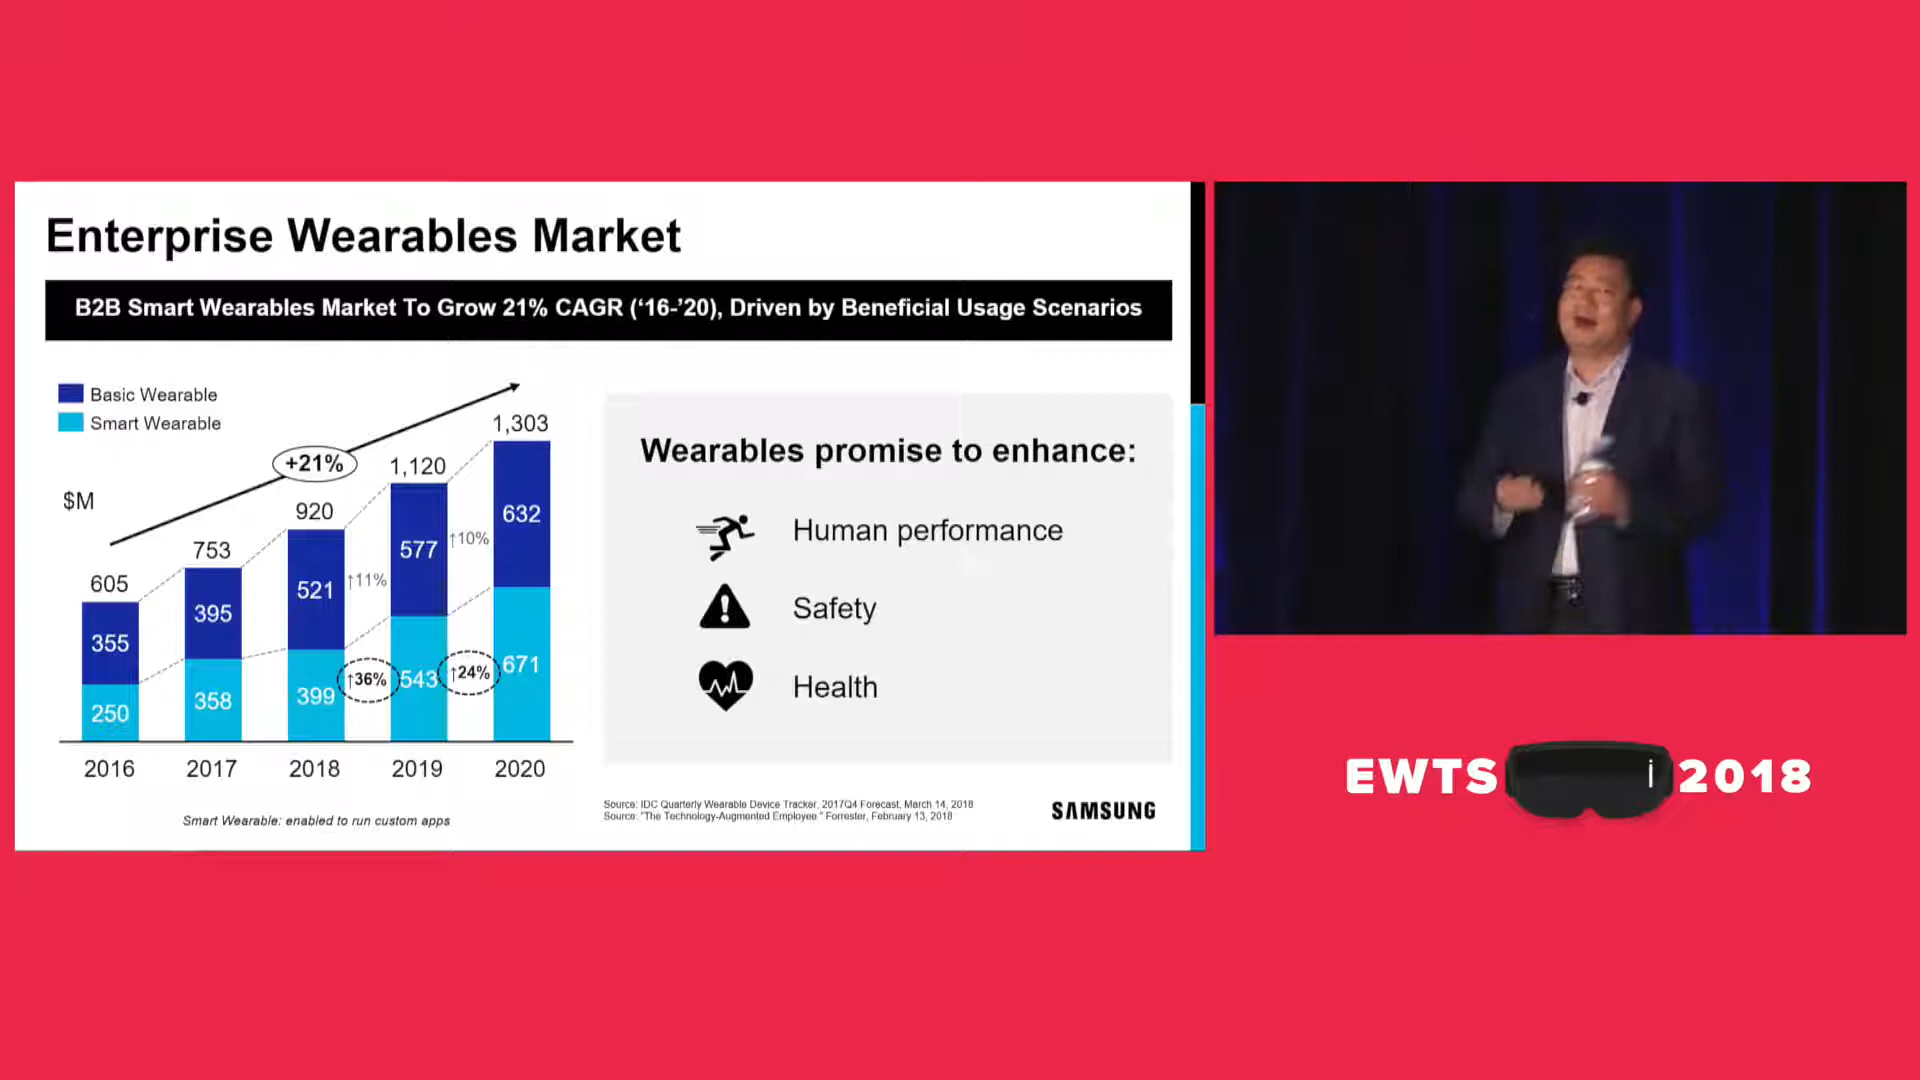 Enterprise Wearables Market
B2B Smart Wearables Market To Grow 21% CAGR (‘16-’20), Driven by Beneficial Usage Scenarios
Basic Wearable
Smart Wearable
$M
+21%
605
753
920
1,120
1,303
355
395
521
577
632
↑11%
↑10%
250
358
399
543
671
↑36%
↑24%
2016
2017
2018
2019
2020
Smart Wearable: enabled to run custom apps
Wearables promise to enhance:
Human performance
Safety
Health
Source: IDC Quarterly Wearable Device Tracker, 2017Q4 Forecast, March 14, 2018
Source: "The Technology-Augmented Employee " Forrester, February 13, 2018
SAMSUNG
EWTS 2018